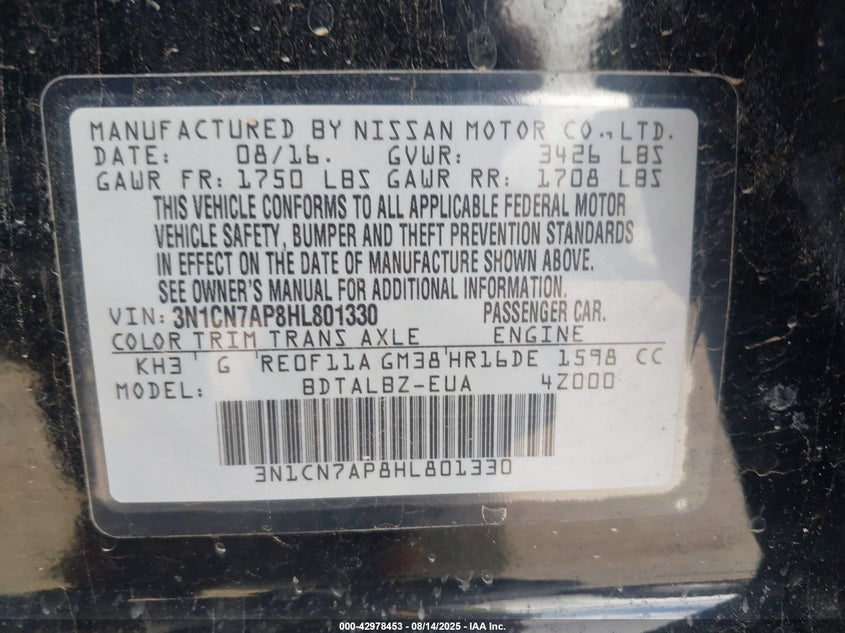 MANUFACTURED BY NISSAN MOTOR CO., LTD.
DATE: 08/16. GVWR: 3426 LBS
GAWR FR: 1750 LBS GAWR RR: 1708 LBS
THIS VEHICLE CONFORMS TO ALL APPLICABLE FEDERAL MOTOR
VEHICLE SAFETY, BUMPER AND THEFT PREVENTION STANDARDS
IN EFFECT ON THE DATE OF MANUFACTURE SHOWN ABOVE.
SEE OWNER'S MANUAL FOR ADDITIONAL INFORMATION.
VIN: 3N1CN7AP8HL801330 PASSENGER CAR.
COLOR TRIM TRANS AXLE ENGINE
KH3 G RE0F11A GM38 HR16DE 1598 CC
MODEL: BDTALBZ-EUA 4Z000
3N1CN7AP8HL801330
000-42978453 - 08/14/2025 - IAA Inc.